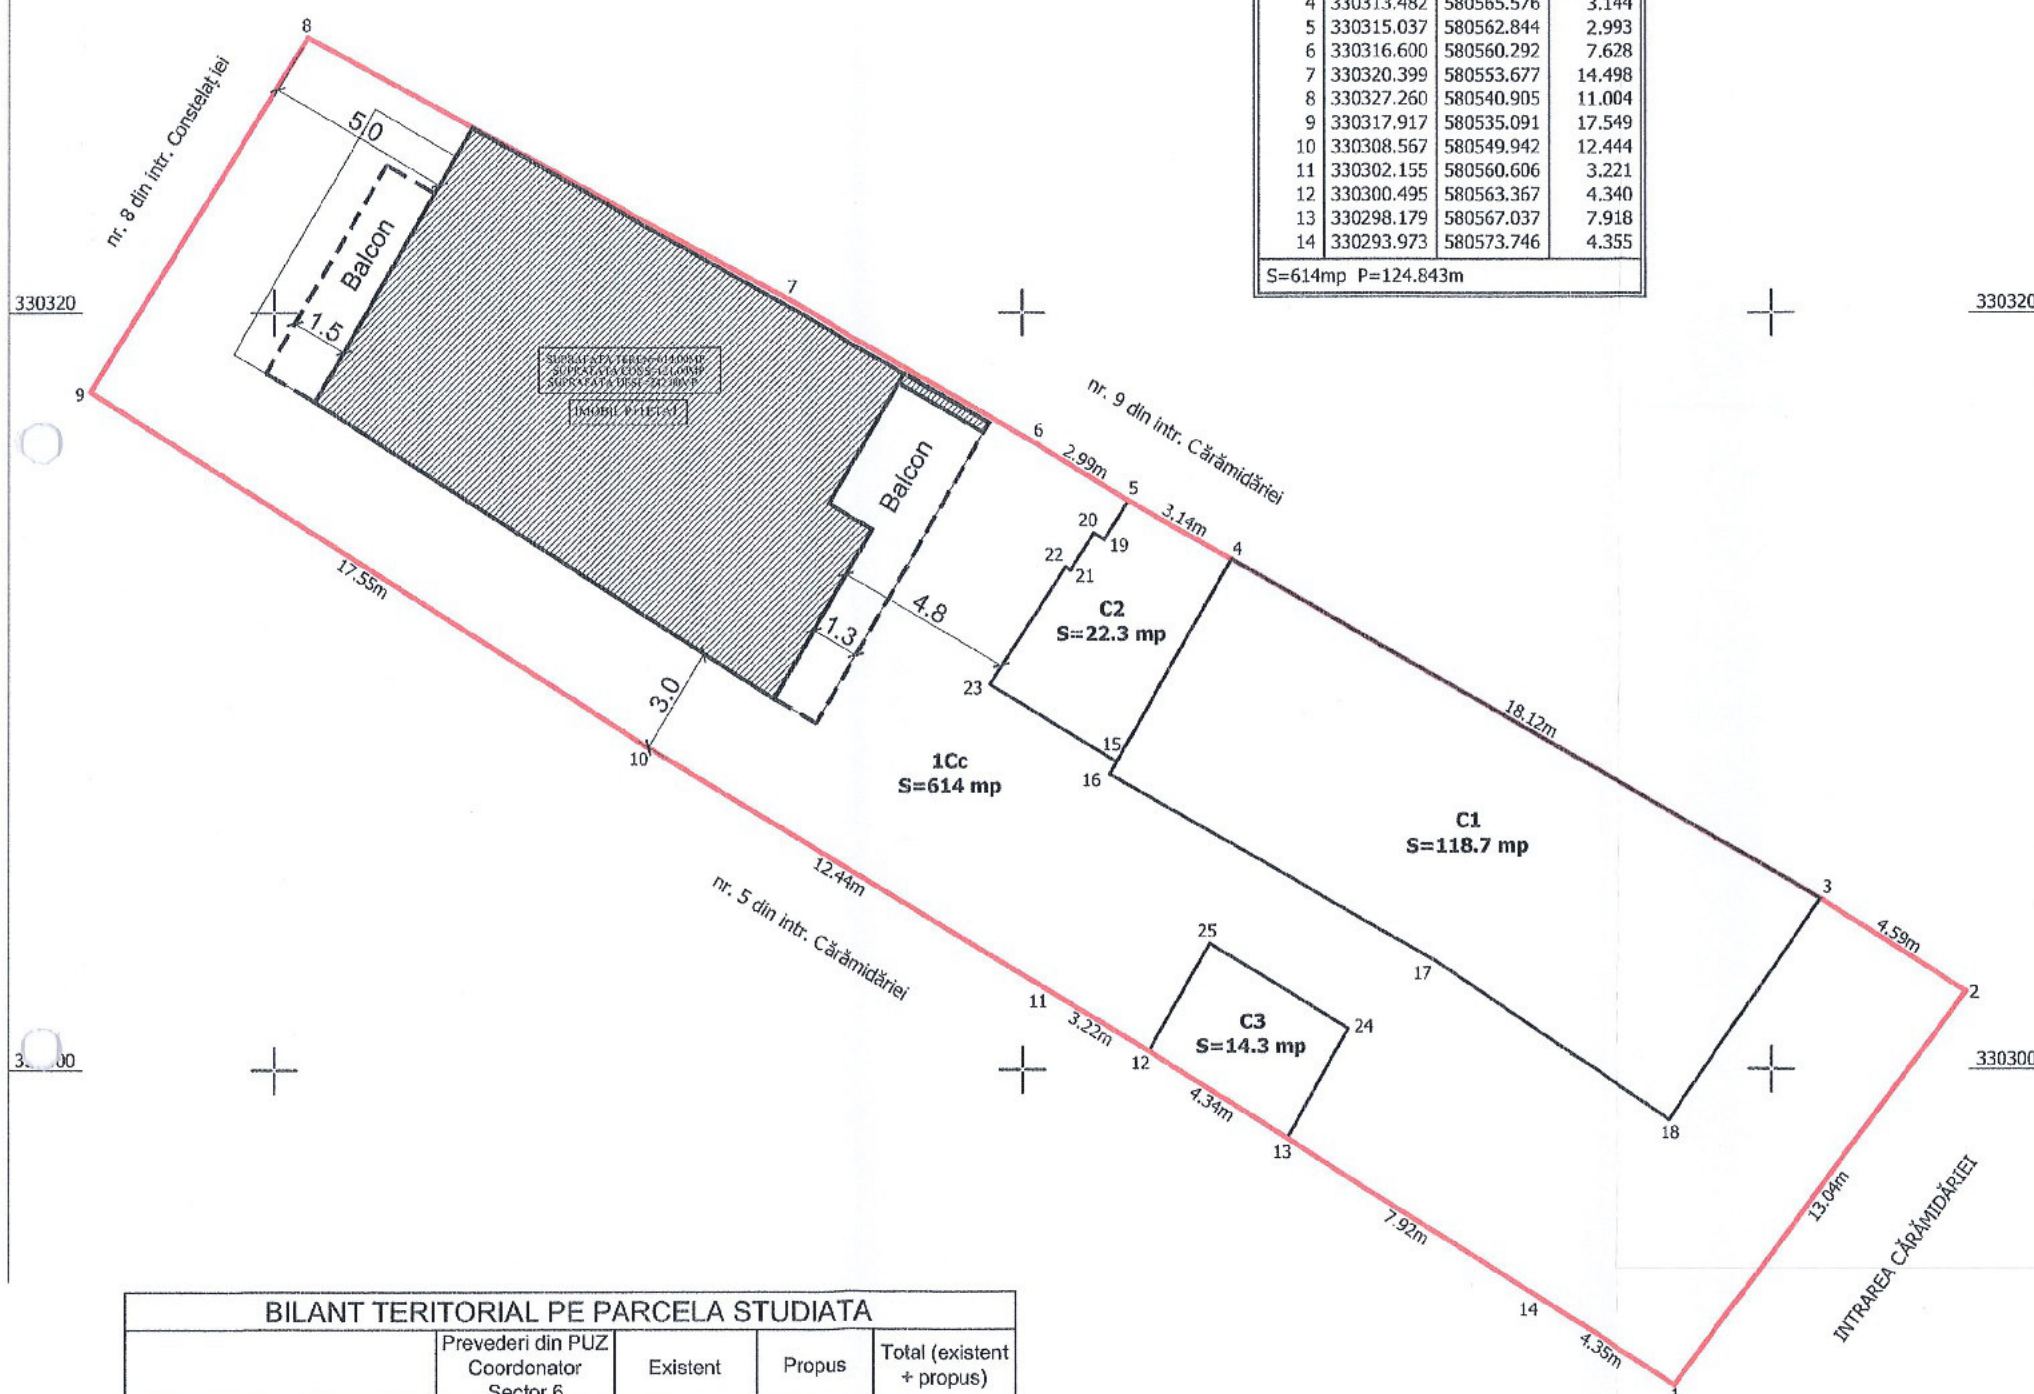 4 330313.482 580565.576 3.144
5 330315.037 580562.844 2.993
6 330316.600 580560.292 7.628
7 330320.399 580553.677 14.498
8 330327.260 580540.905 11.004
9 330317.917 580535.091 17.549
10 330308.567 580549.942 12.444
11 330302.155 580560.606 3.221
12 330300.495 580563.367 4.340
13 330298.179 580567.037 7.918
14 330293.973 580573.746 4.355
S=614mp P=124.843m
8
nr. 8 din intr. Constelației
5.0
Balcon
7
330320
330320
1.5
SUPRAFATA TEREN=614.00MP
IMOBIL P+1ETAJ
9
nr. 9 din intr. Cărămidăriei
6
2.99m
Balcon
5
3.14m
20
19
4
22
21
17.55m
4.8
C2
S=22.3 mp
1.3
23
3.0
18.12m
15
10
1Cc
S=614 mp
16
C1
S=118.7 mp
12.44m
nr. 5 din intr. Cărămidăriei
3
4.59m
25
17
2
11
3.22m
C3
S=14.3 mp
24
12
330300
4.34m
18
13
13.04m
INTRAREA CĂRĂMIDĂRIEI
7.92m
14
4.35m
1
BILANT TERITORIAL PE PARCELA STUDIATA
Prevederi din PUZ
Coordonator
Sector 6
Existent
Propus
Total (existent
+ propus)